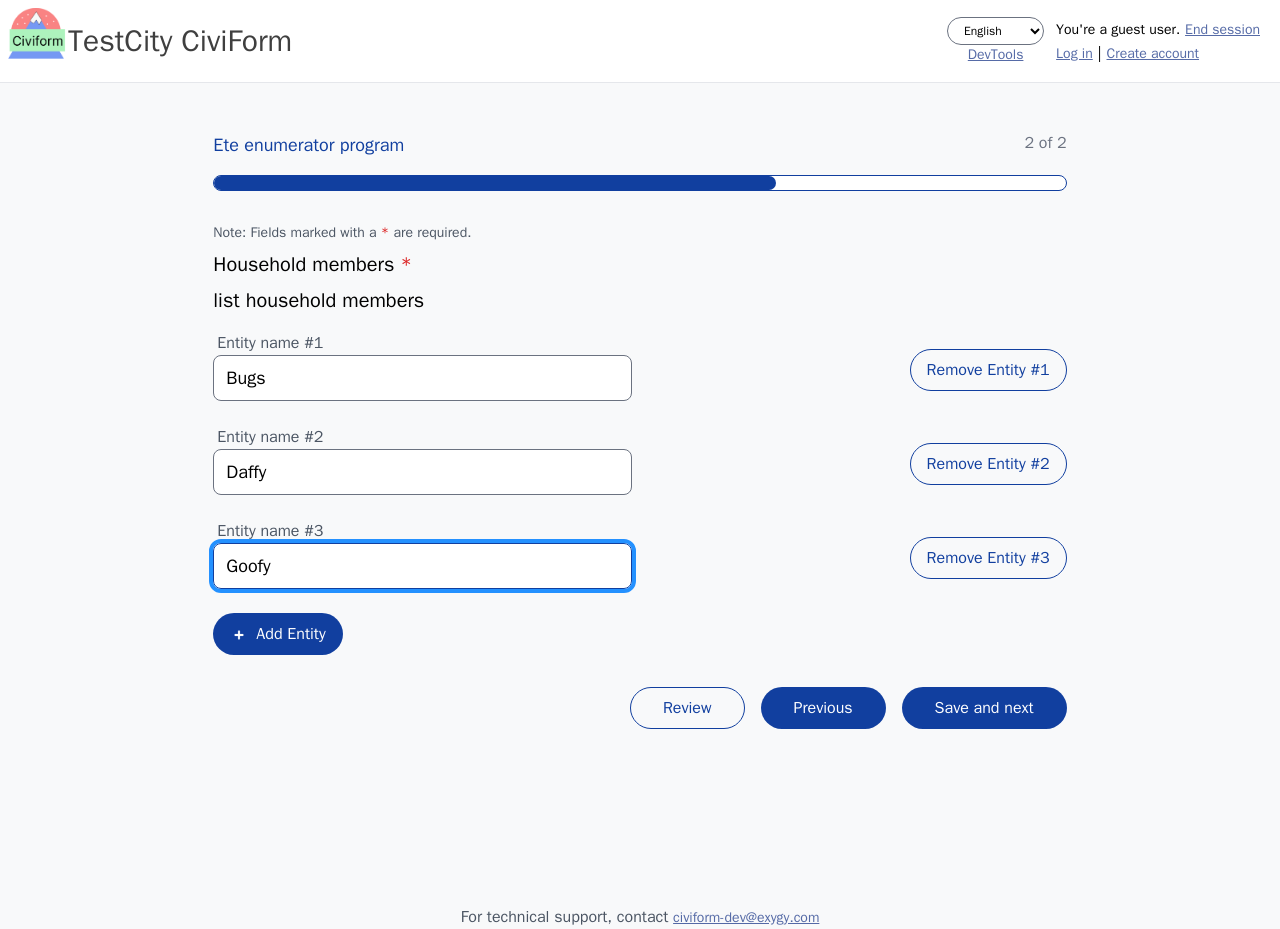 Civiform
TestCity CiviForm
English
You're a guest user. End session
DevTools
Log in | Create account
Ete enumerator program
2 of 2
Note: Fields marked with a * are required.
Household members *
list household members
Entity name #1
Bugs
Remove Entity #1
Entity name #2
Daffy
Remove Entity #2
Entity name #3
Goofy
Remove Entity #3
+ Add Entity
Review
Previous
Save and next
For technical support, contact civiform-dev@exygy.com